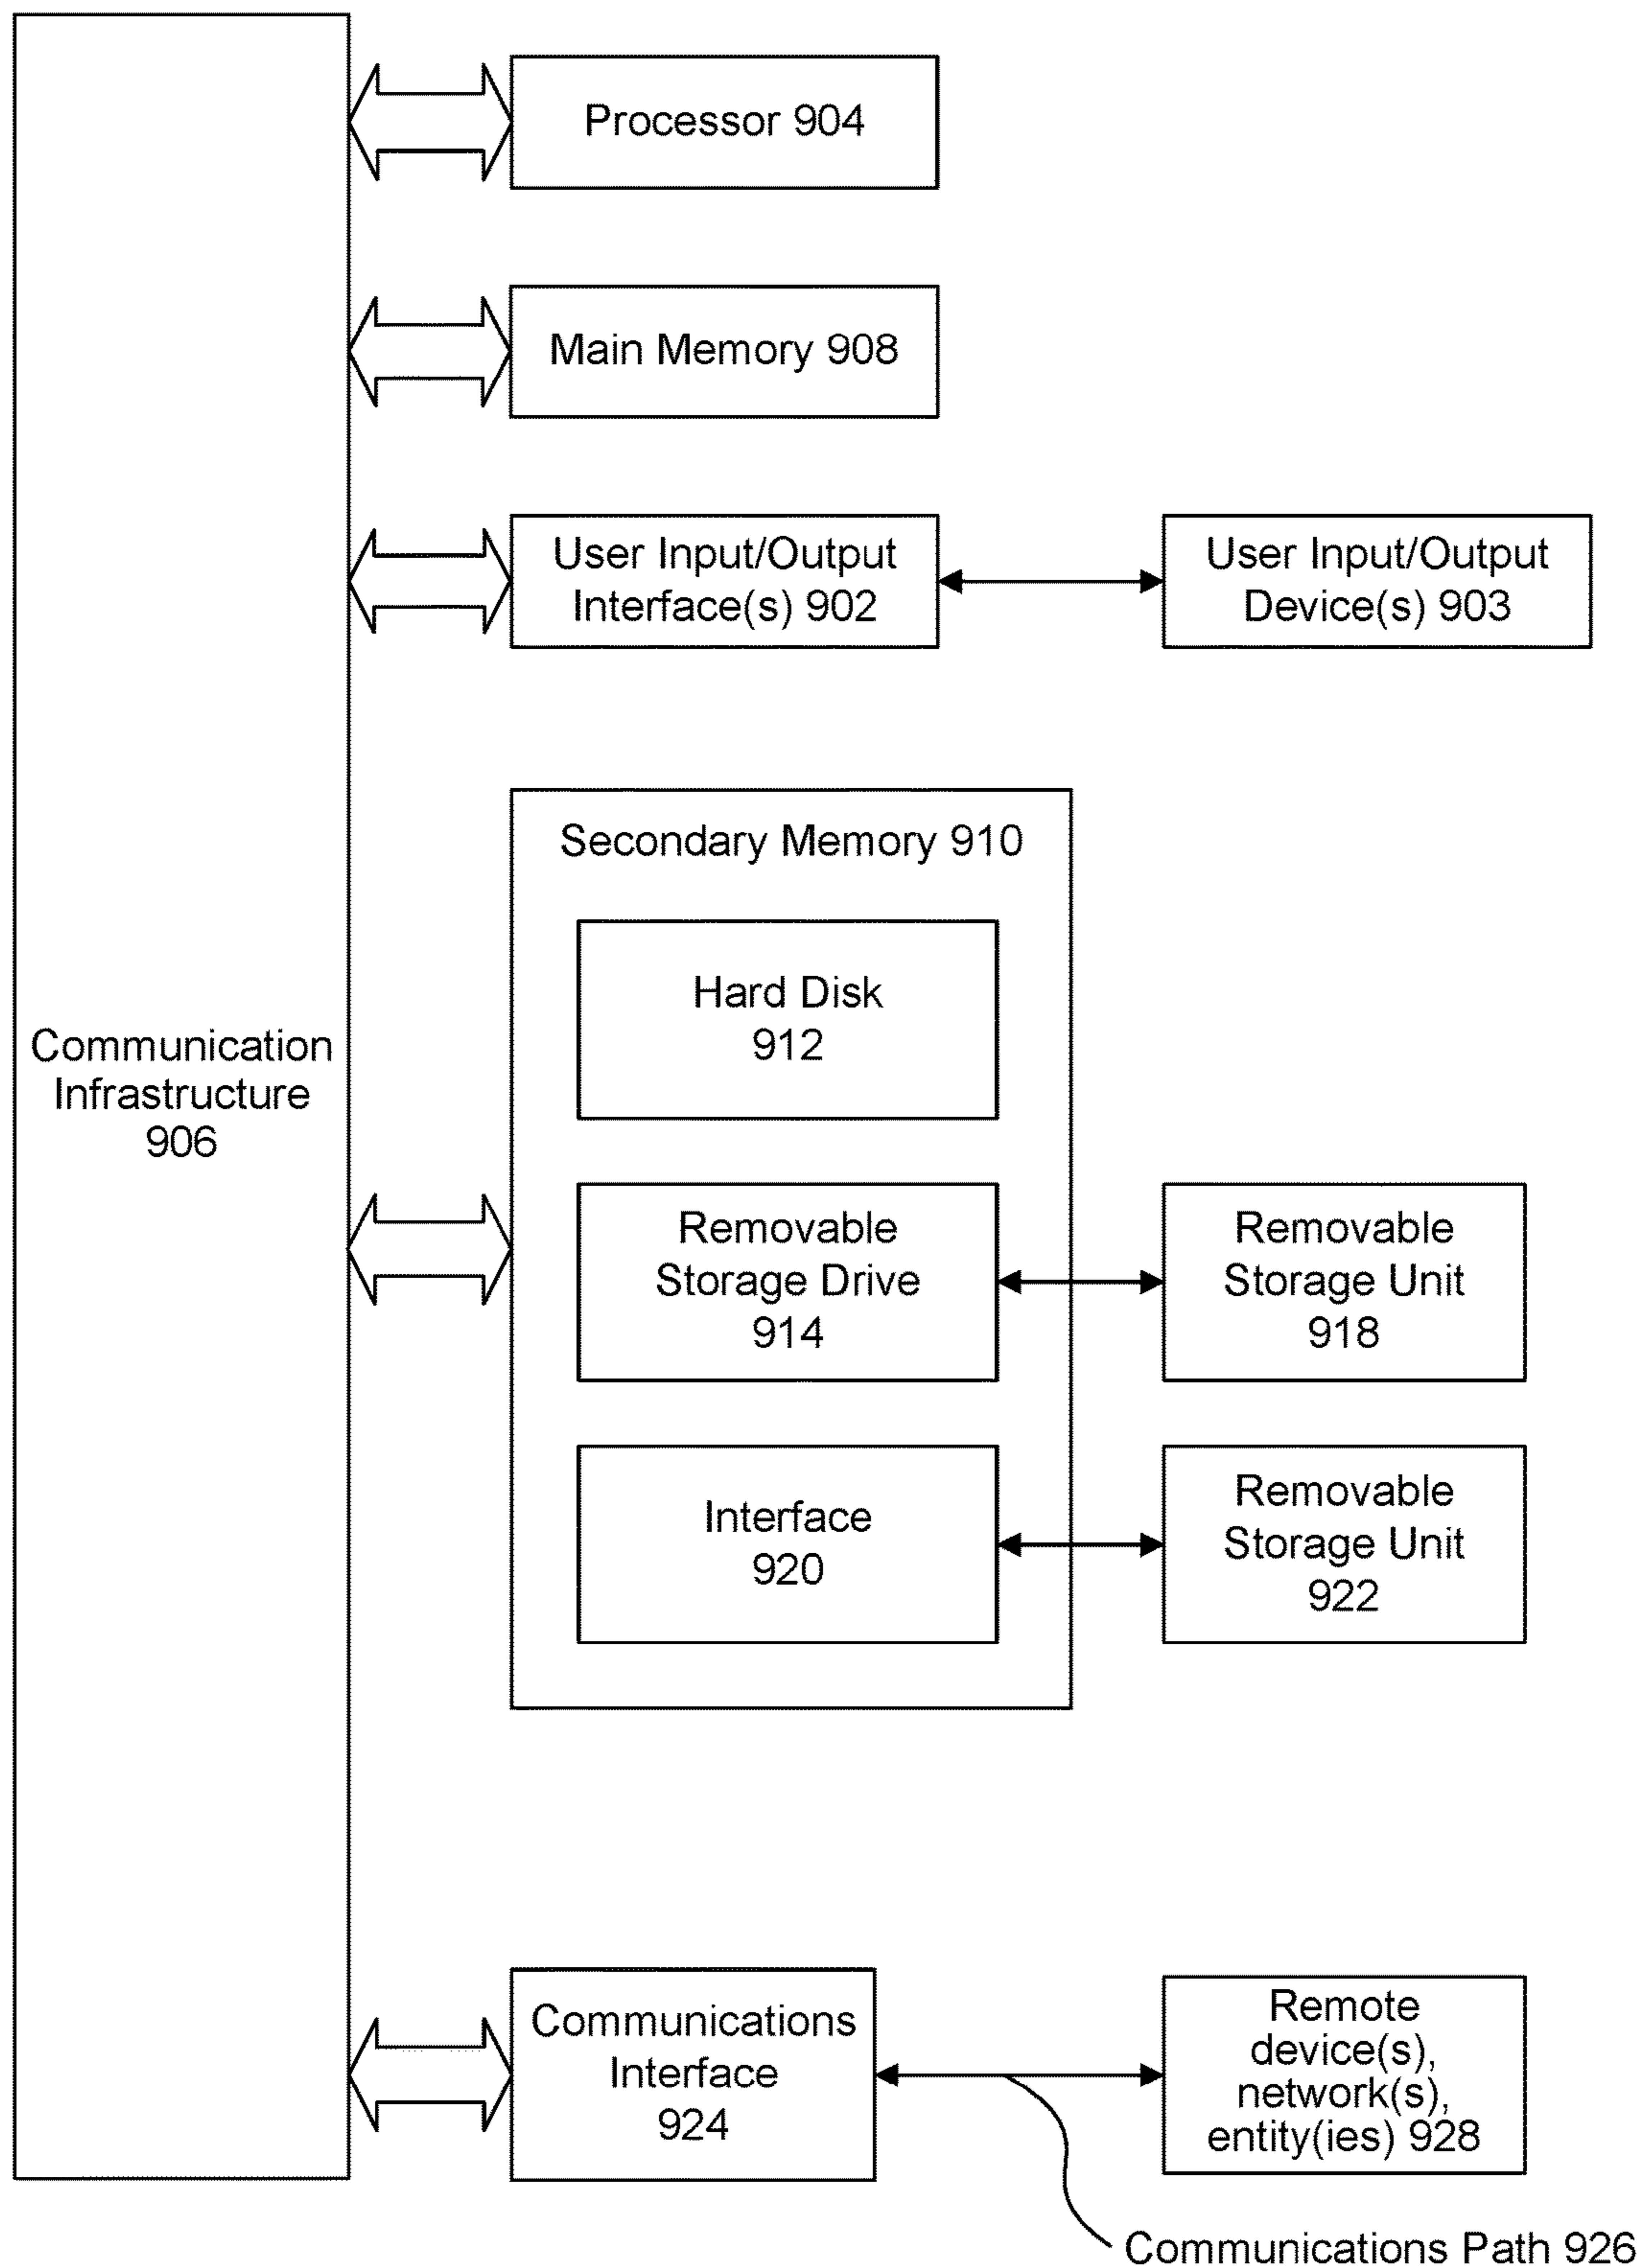 Processor 904
Main Memory 908
User Input/Output
Interface(s) 902
User Input/Output
Device(s) 903
Secondary Memory 910
Hard Disk
912
Communication
Infrastructure
906
Removable
Storage Drive
914
Removable
Storage Unit
918
Interface
920
Removable
Storage Unit
922
Communications
Interface
924
Remote
device(s),
network(s),
entity(ies) 928
Communications Path 926